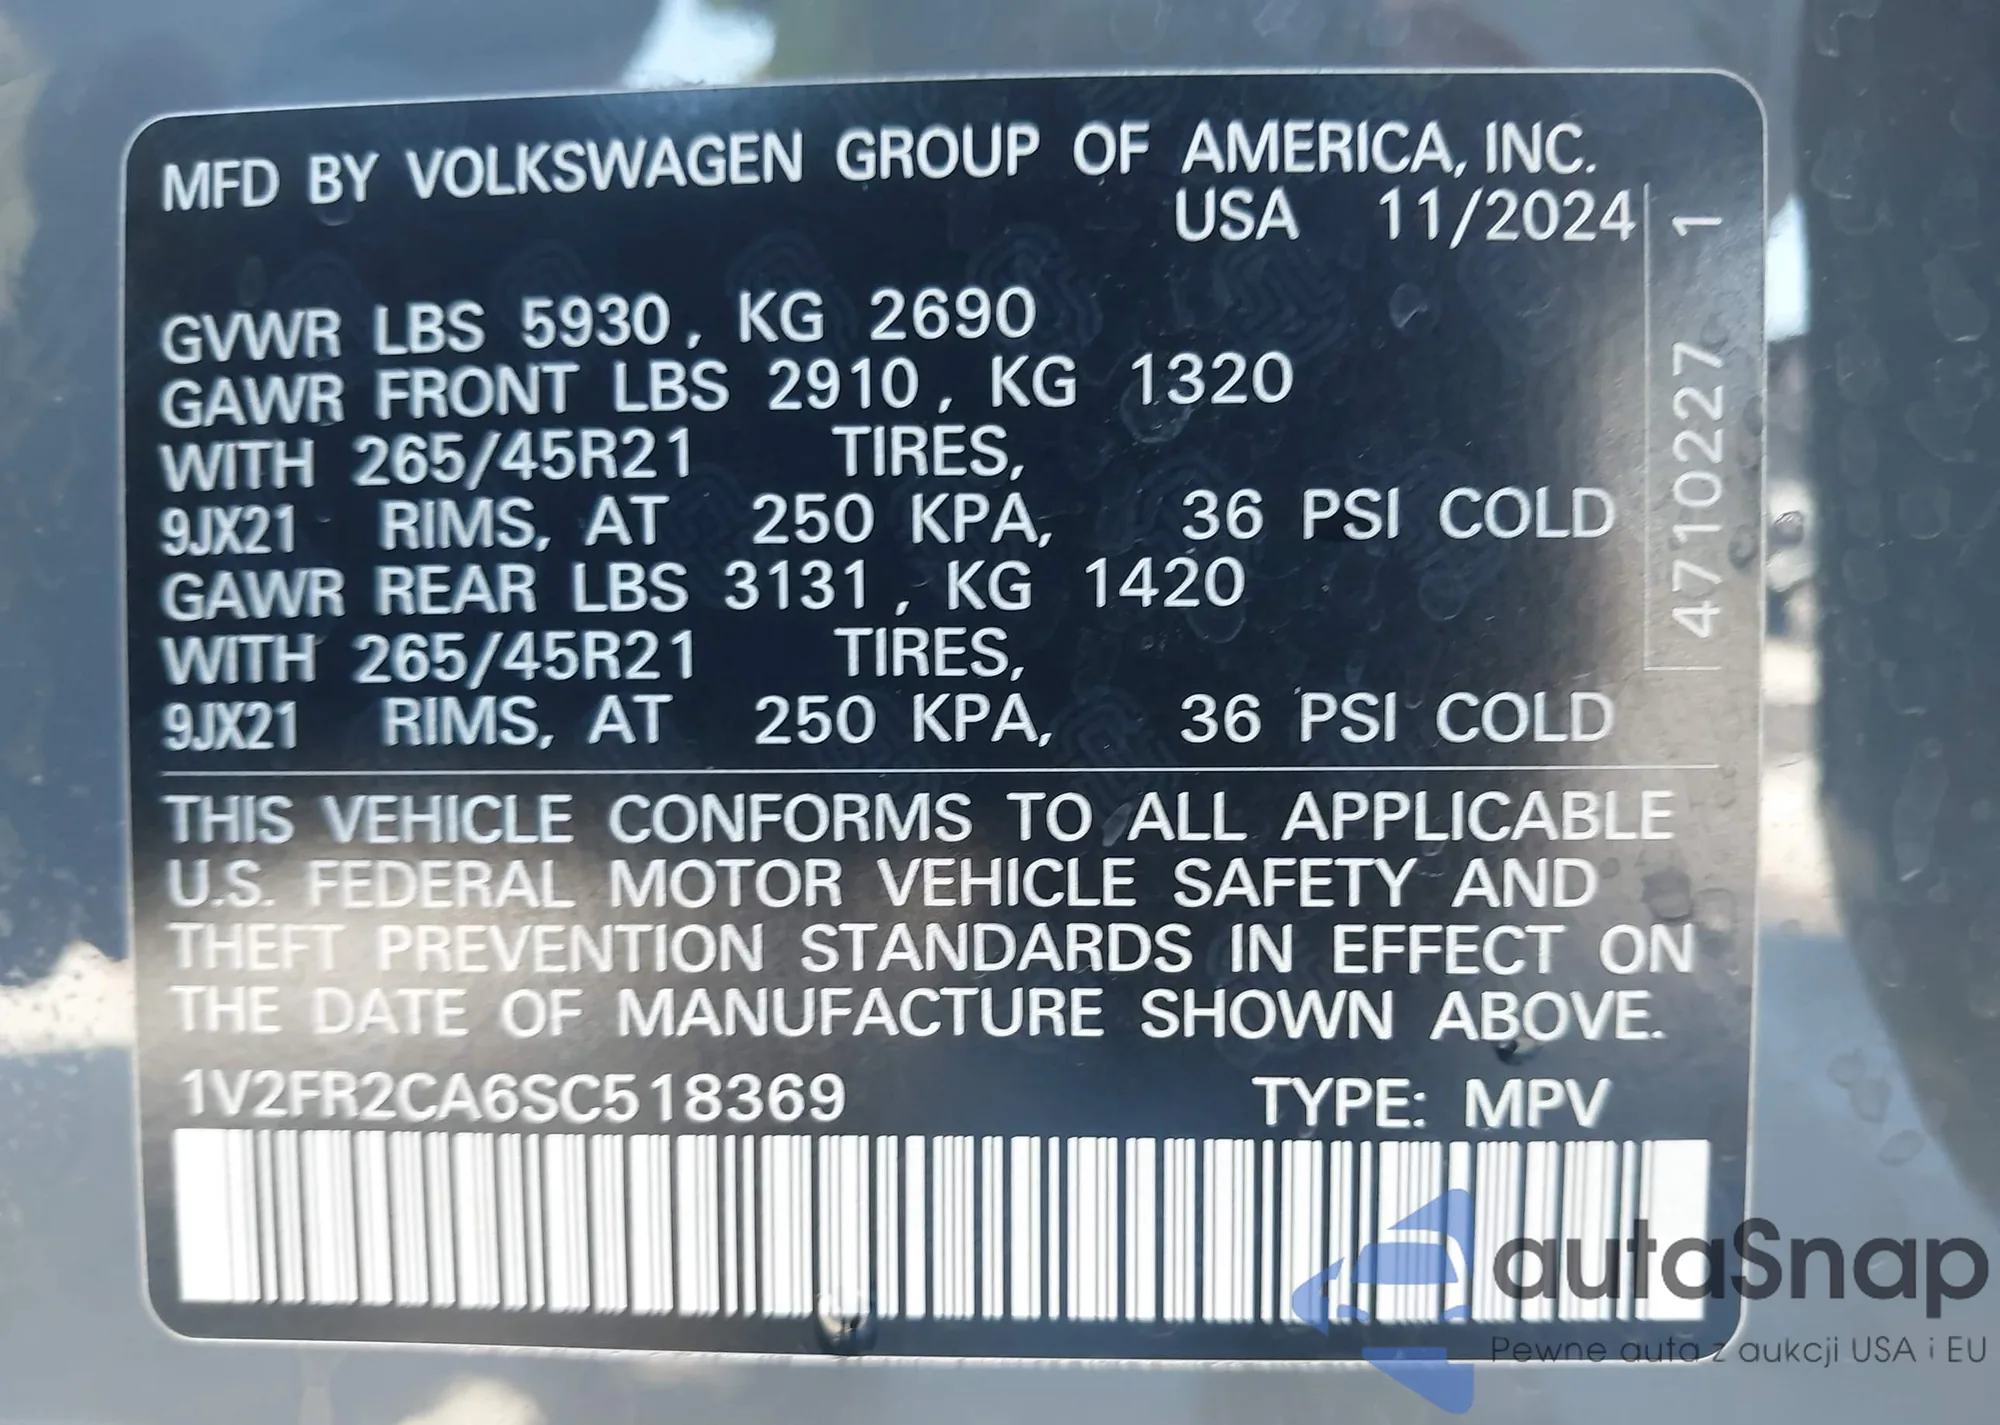 MFD BY VOLKSWAGEN GROUP OF AMERICA, INC.
USA 11/2024
4710227 1
GVWR LBS 5930, KG 2690
GAWR FRONT LBS 2910, KG 1320
WITH 265/45R21 TIRES,
9JX21 RIMS, AT 250 KPA, 36 PSI COLD
GAWR REAR LBS 3131, KG 1420
WITH 265/45R21 TIRES,
9JX21 RIMS, AT 250 KPA, 36 PSI COLD
THIS VEHICLE CONFORMS TO ALL APPLICABLE
U.S. FEDERAL MOTOR VEHICLE SAFETY AND
THEFT PREVENTION STANDARDS IN EFFECT ON
THE DATE OF MANUFACTURE SHOWN ABOVE.
1V2FR2CA6SC518369 TYPE: MPV
autaSnap
Pewne auta z aukcji USA i EU